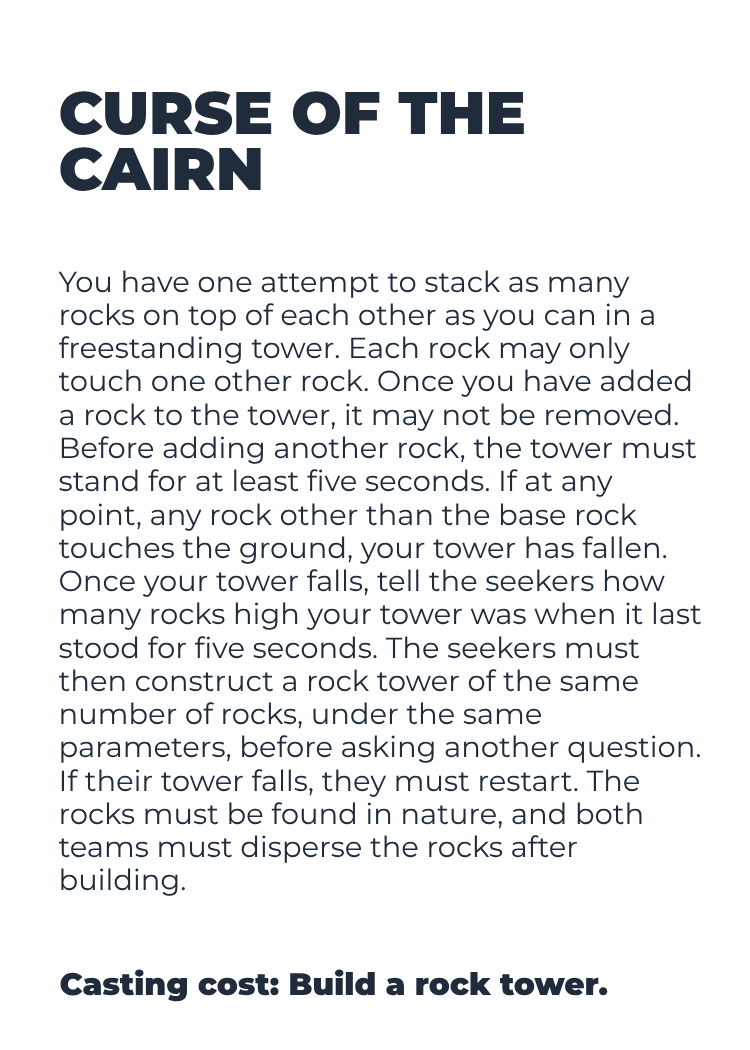 CURSE OF THE
CAIRN
You have one attempt to stack as many
rocks on top of each other as you can in a
freestanding tower. Each rock may only
touch one other rock. Once you have added
a rock to the tower, it may not be removed.
Before adding another rock, the tower must
stand for at least five seconds. If at any
point, any rock other than the base rock
touches the ground, your tower has fallen.
Once your tower falls, tell the seekers how
many rocks high your tower was when it last
stood for five seconds. The seekers must
then construct a rock tower of the same
number of rocks, under the same
parameters, before asking another question.
If their tower falls, they must restart. The
rocks must be found in nature, and both
teams must disperse the rocks after
building.
Casting cost: Build a rock tower.